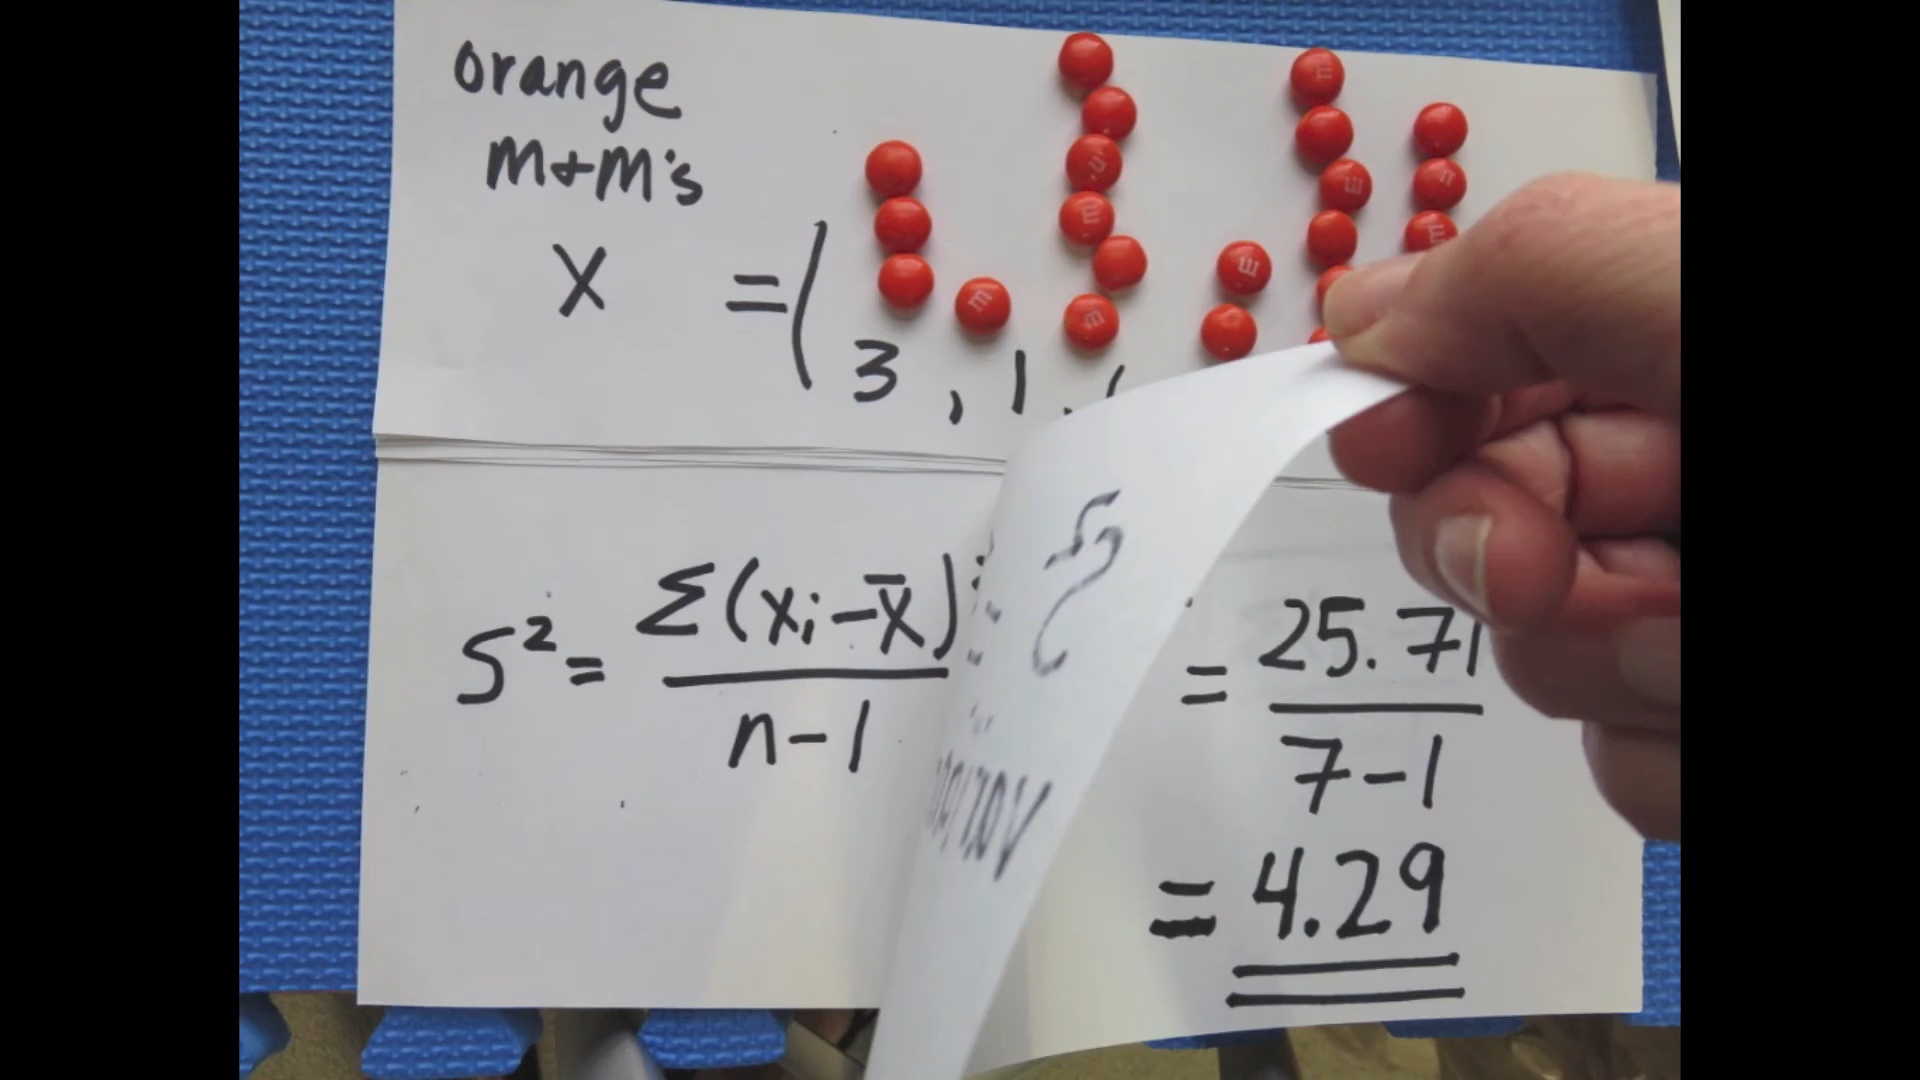 orange
m+m's
X = (
3, 1,
S² = Σ(xi-x̄) = 25.71
n-1 7-1
= 4.29